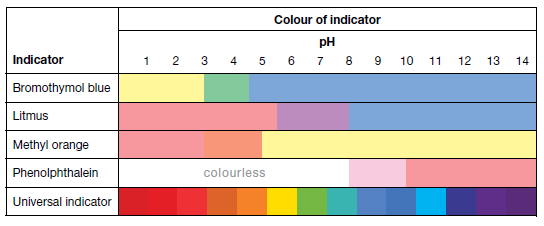 Colour of indicator
pH
Indicator 1 2 3 4 5 6 7 8 9 10 11 12 13 14
Bromothymol blue
Litmus
Methyl orange
Phenolphthalein colourless
Universal indicator